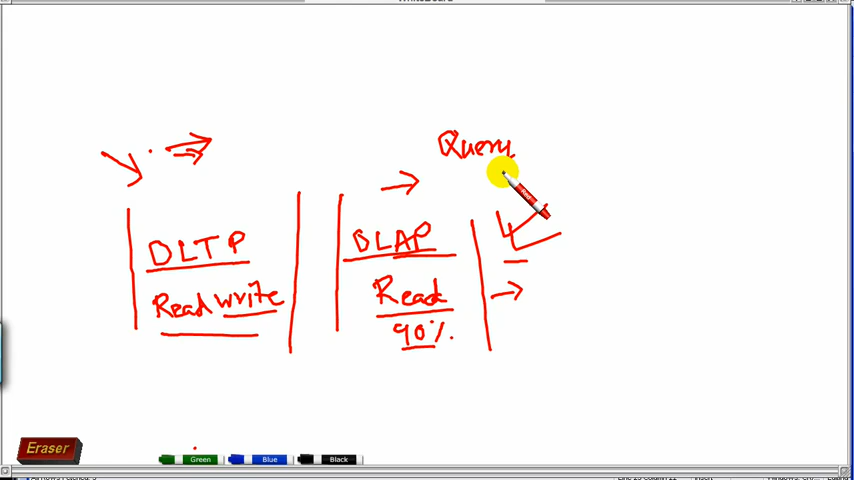 Query
OLTP
OLAP
Read write
Read
90%
Eraser
Green
Blue
Black